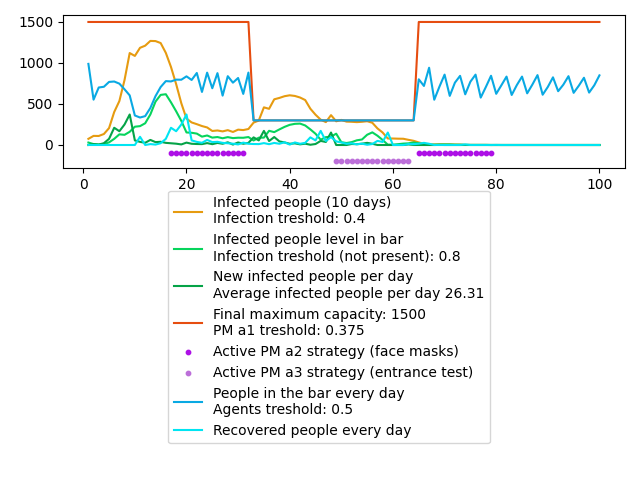 1500
1000
500
0
0
20
40
60
80
100
Infected people (10 days)
Infection treshold: 0.4
Infected people level in bar
Infection treshold (not present): 0.8
New infected people per day
Average infected people per day 26.31
Final maximum capacity: 1500
PM a1 treshold: 0.375
Active PM a2 strategy (face masks)
Active PM a3 strategy (entrance test)
People in the bar every day
Agents treshold: 0.5
Recovered people every day